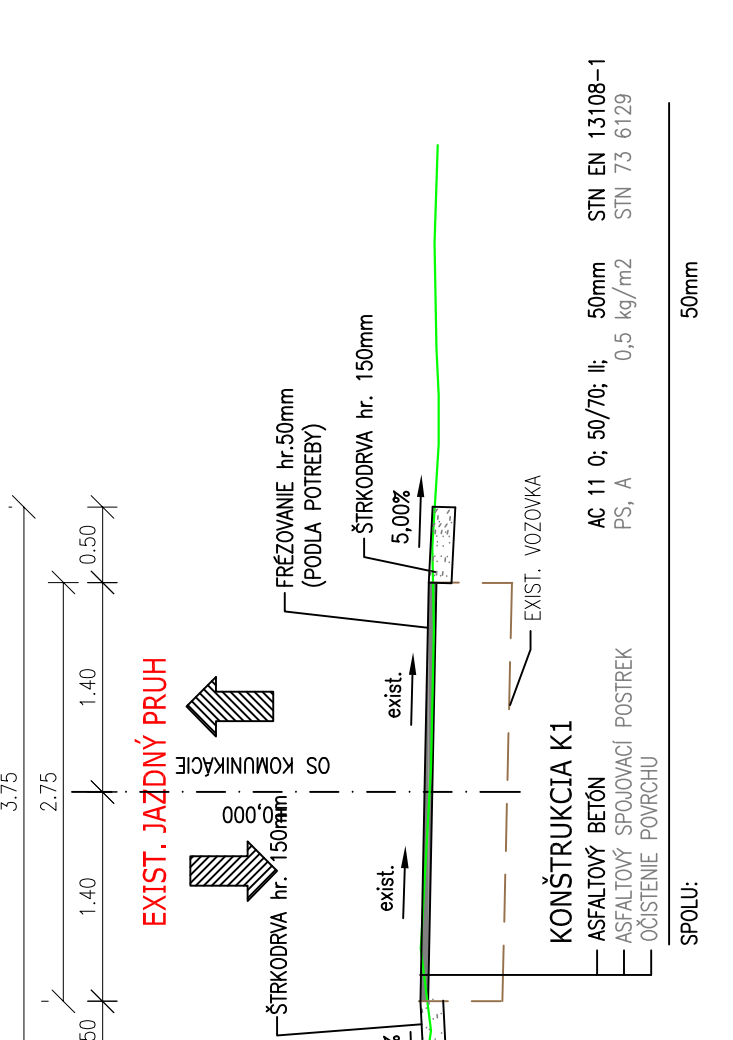 3.75
2.75
0.50
1.40
1.40
50
EXIST. JAZDNÝ PRUH
OS KOMUNIKÁCIE
0,000
ŠTRKODRVA hr. 150mm
FRÉZOVANIE hr.50mm
(PODLA POTREBY)
ŠTRKODRVA hr. 150mm
5,00%
exist.
exist.
%
EXIST. VOZOVKA
KONŠTRUKCIA K1
ASFALTOVÝ BETÓN AC 11 O; 50/70; II; 50mm STN EN 13108-1
ASFALTOVÝ SPOJOVACÍ POSTREK PS, A 0,5 kg/m2 STN 73 6129
OČISTENIE POVRCHU
SPOLU: 50mm